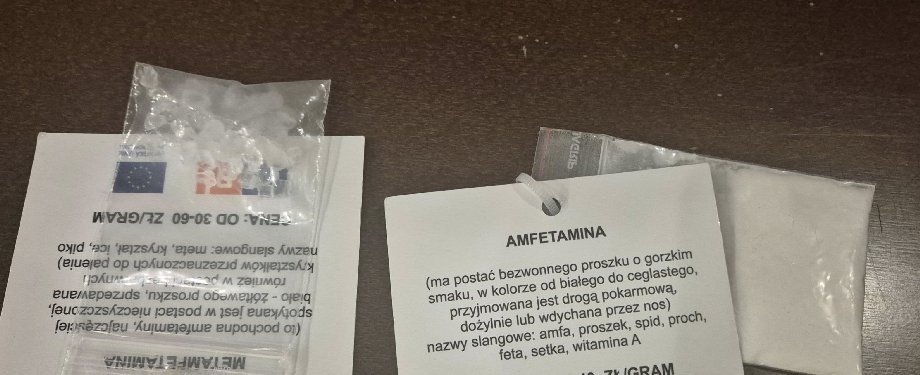 METAMFETAMINA
(to pochodna amfetaminy, najczęściej
spotykana jest w postaci nieczyszczonej,
biało - żółtawego proszku, sprzedawana
również w postaci
kryształków przeznaczonych do palenia)
nazwy slangowe: meta, kryształ, ice, piko
CENA: OD 30-60 ZŁ/GRAM
AMFETAMINA
(ma postać bezwonnego proszku o gorzkim
smaku, w kolorze od białego do ceglastego,
przyjmowana jest drogą pokarmową,
dożylnie lub wdychana przez nos)
nazwy slangowe: amfa, proszek, spid, proch,
feta, setka, witamina A
ZŁ/GRAM